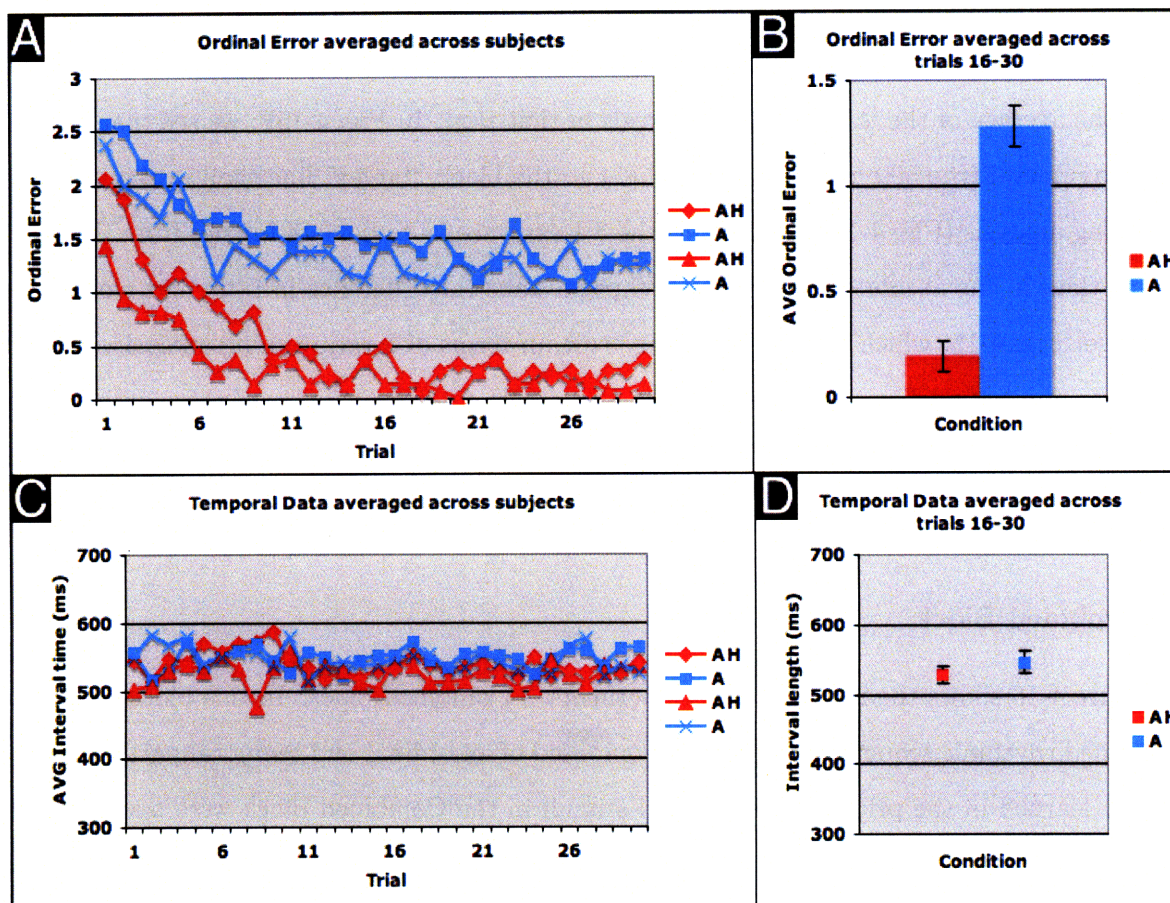 A
Ordinal Error averaged across subjects
3
2.5
2
1.5
1
0.5
0
Ordinal Error
1 6 11 16 21 26
Trial
AH
A
AH
A
B
Ordinal Error averaged across
trials 16-30
1.5
1
0.5
0
AVG Ordinal Error
Condition
AH
A
C
Temporal Data averaged across subjects
700
600
500
400
300
AVG Interval time (ms)
1 6 11 16 21 26
Trial
AH
A
AH
A
D
Temporal Data averaged across
trials 16-30
700
600
500
400
300
Interval length (ms)
Condition
AH
A